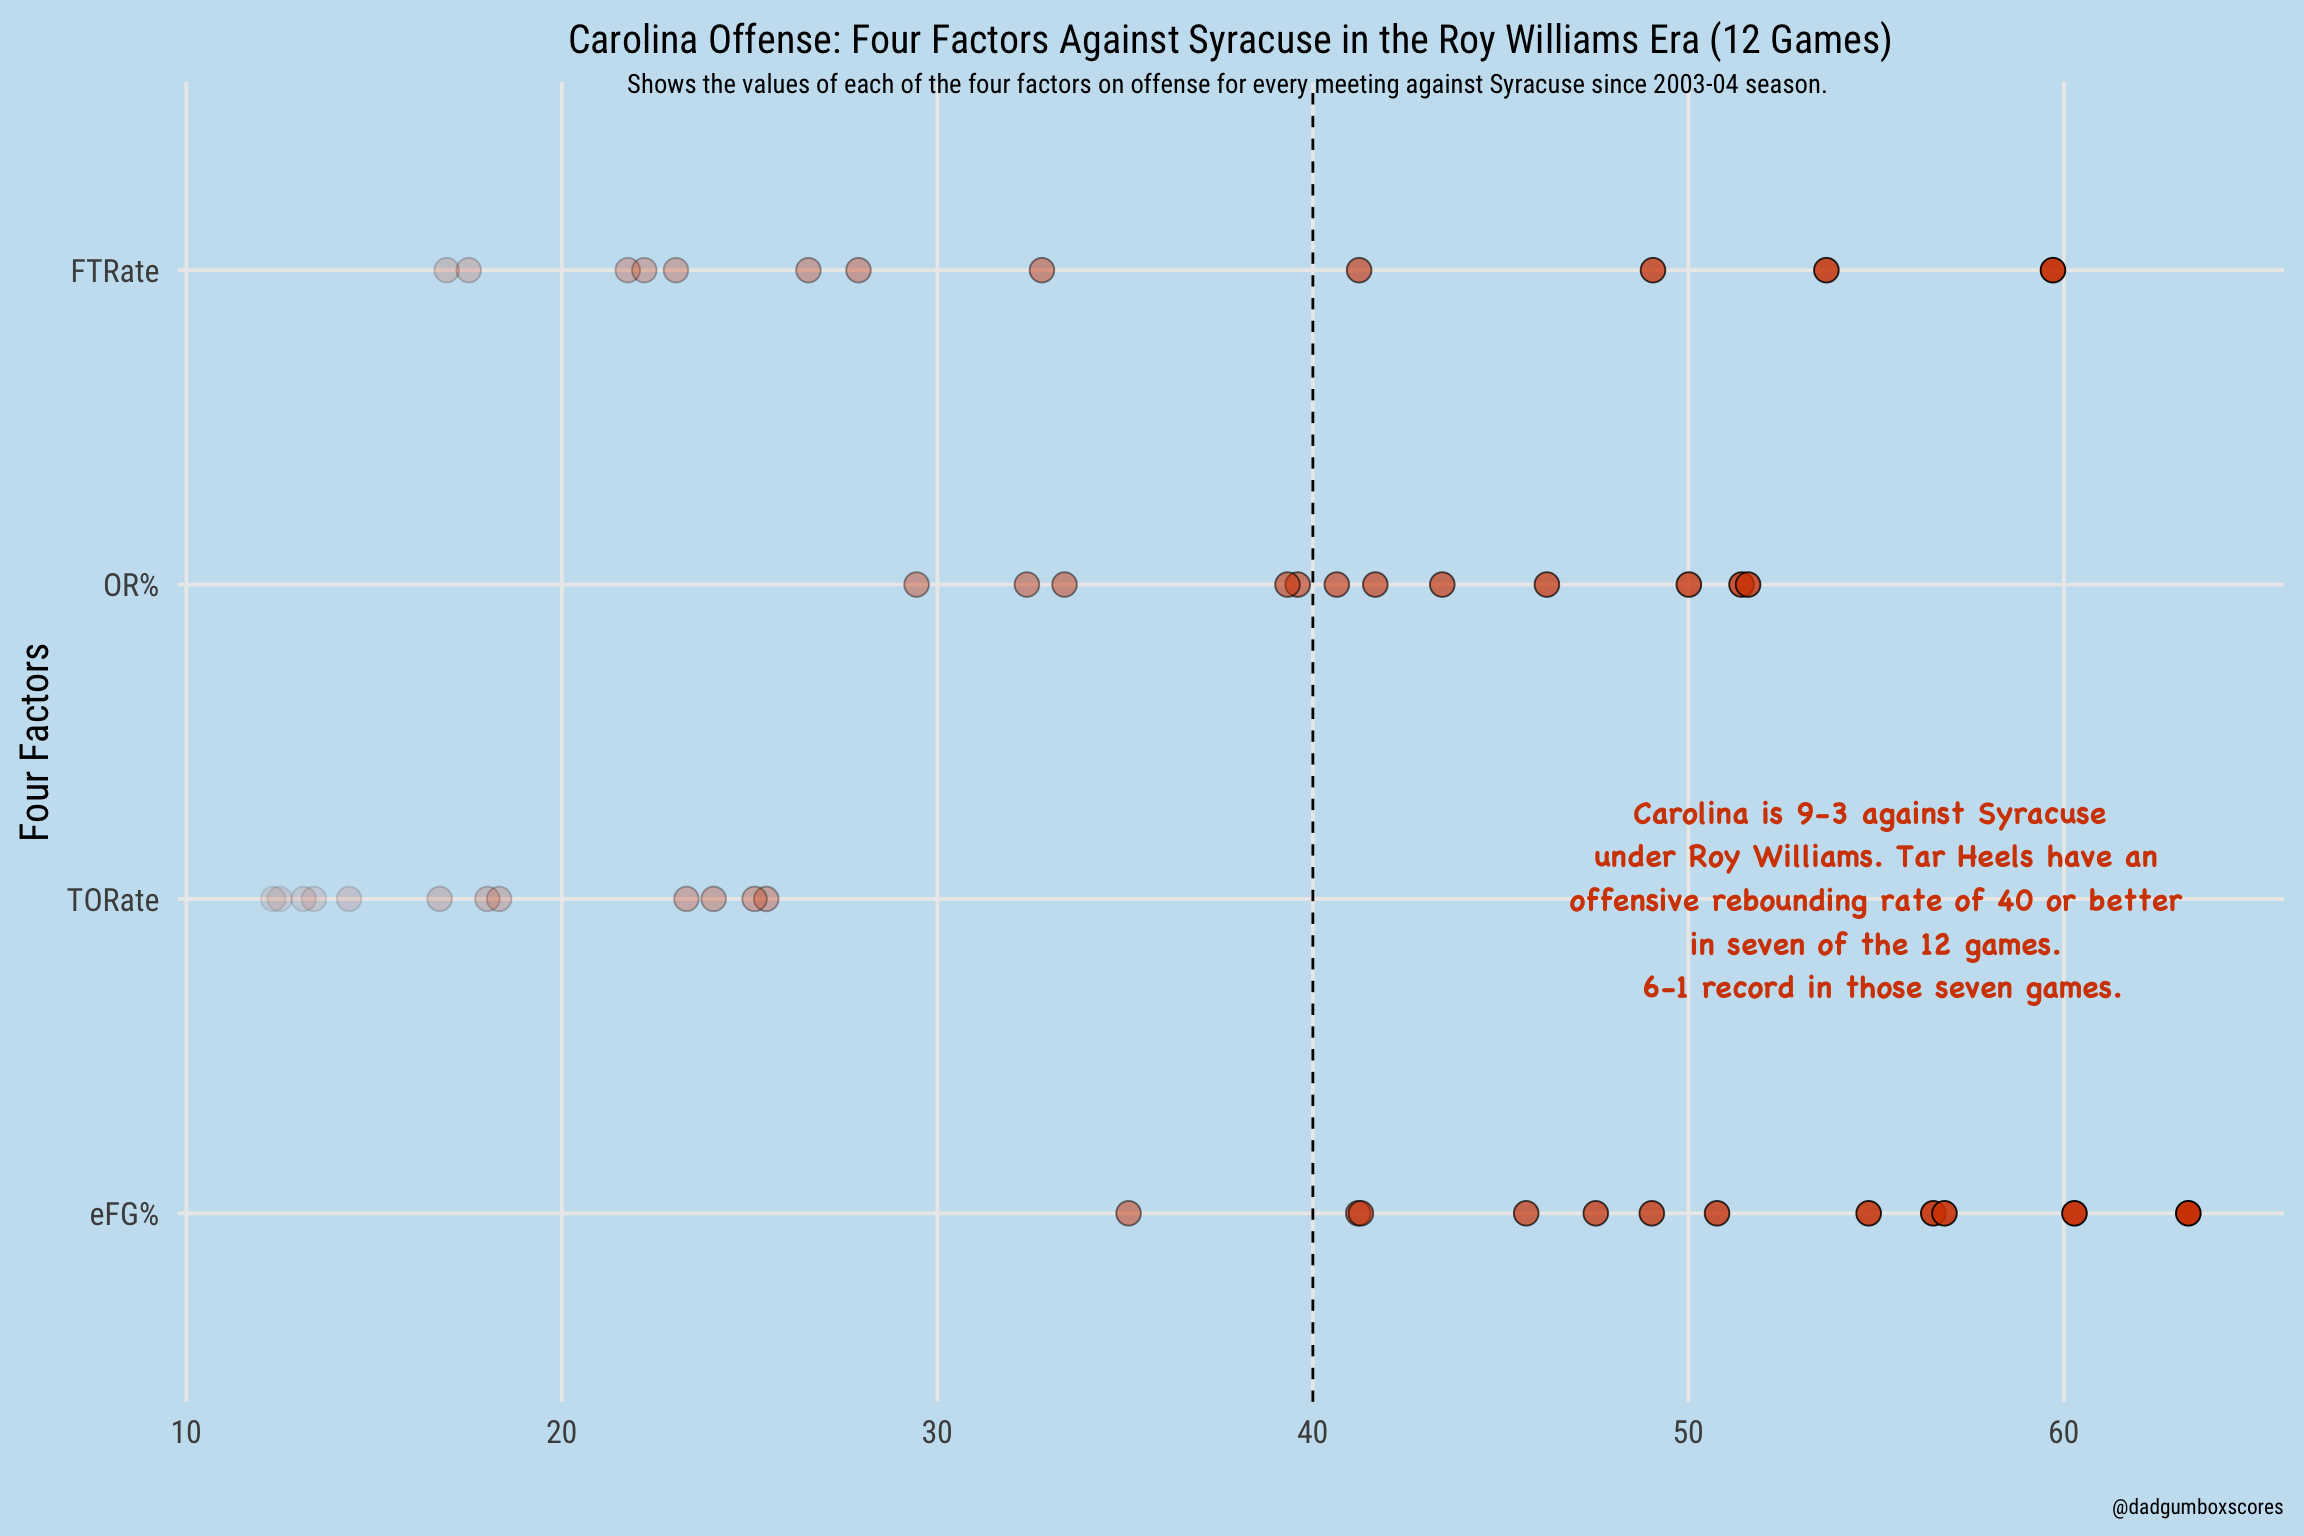 Carolina Offense: Four Factors Against Syracuse in the Roy Williams Era (12 Games)
Shows the values of each of the four factors on offense for every meeting against Syracuse since 2003-04 season.
Four Factors
FTRate
OR%
TORate
eFG%
Carolina is 9-3 against Syracuse
under Roy Williams. Tar Heels have an
offensive rebounding rate of 40 or better
in seven of the 12 games.
6-1 record in those seven games.
10 20 30 40 50 60
@dadgumboxscores